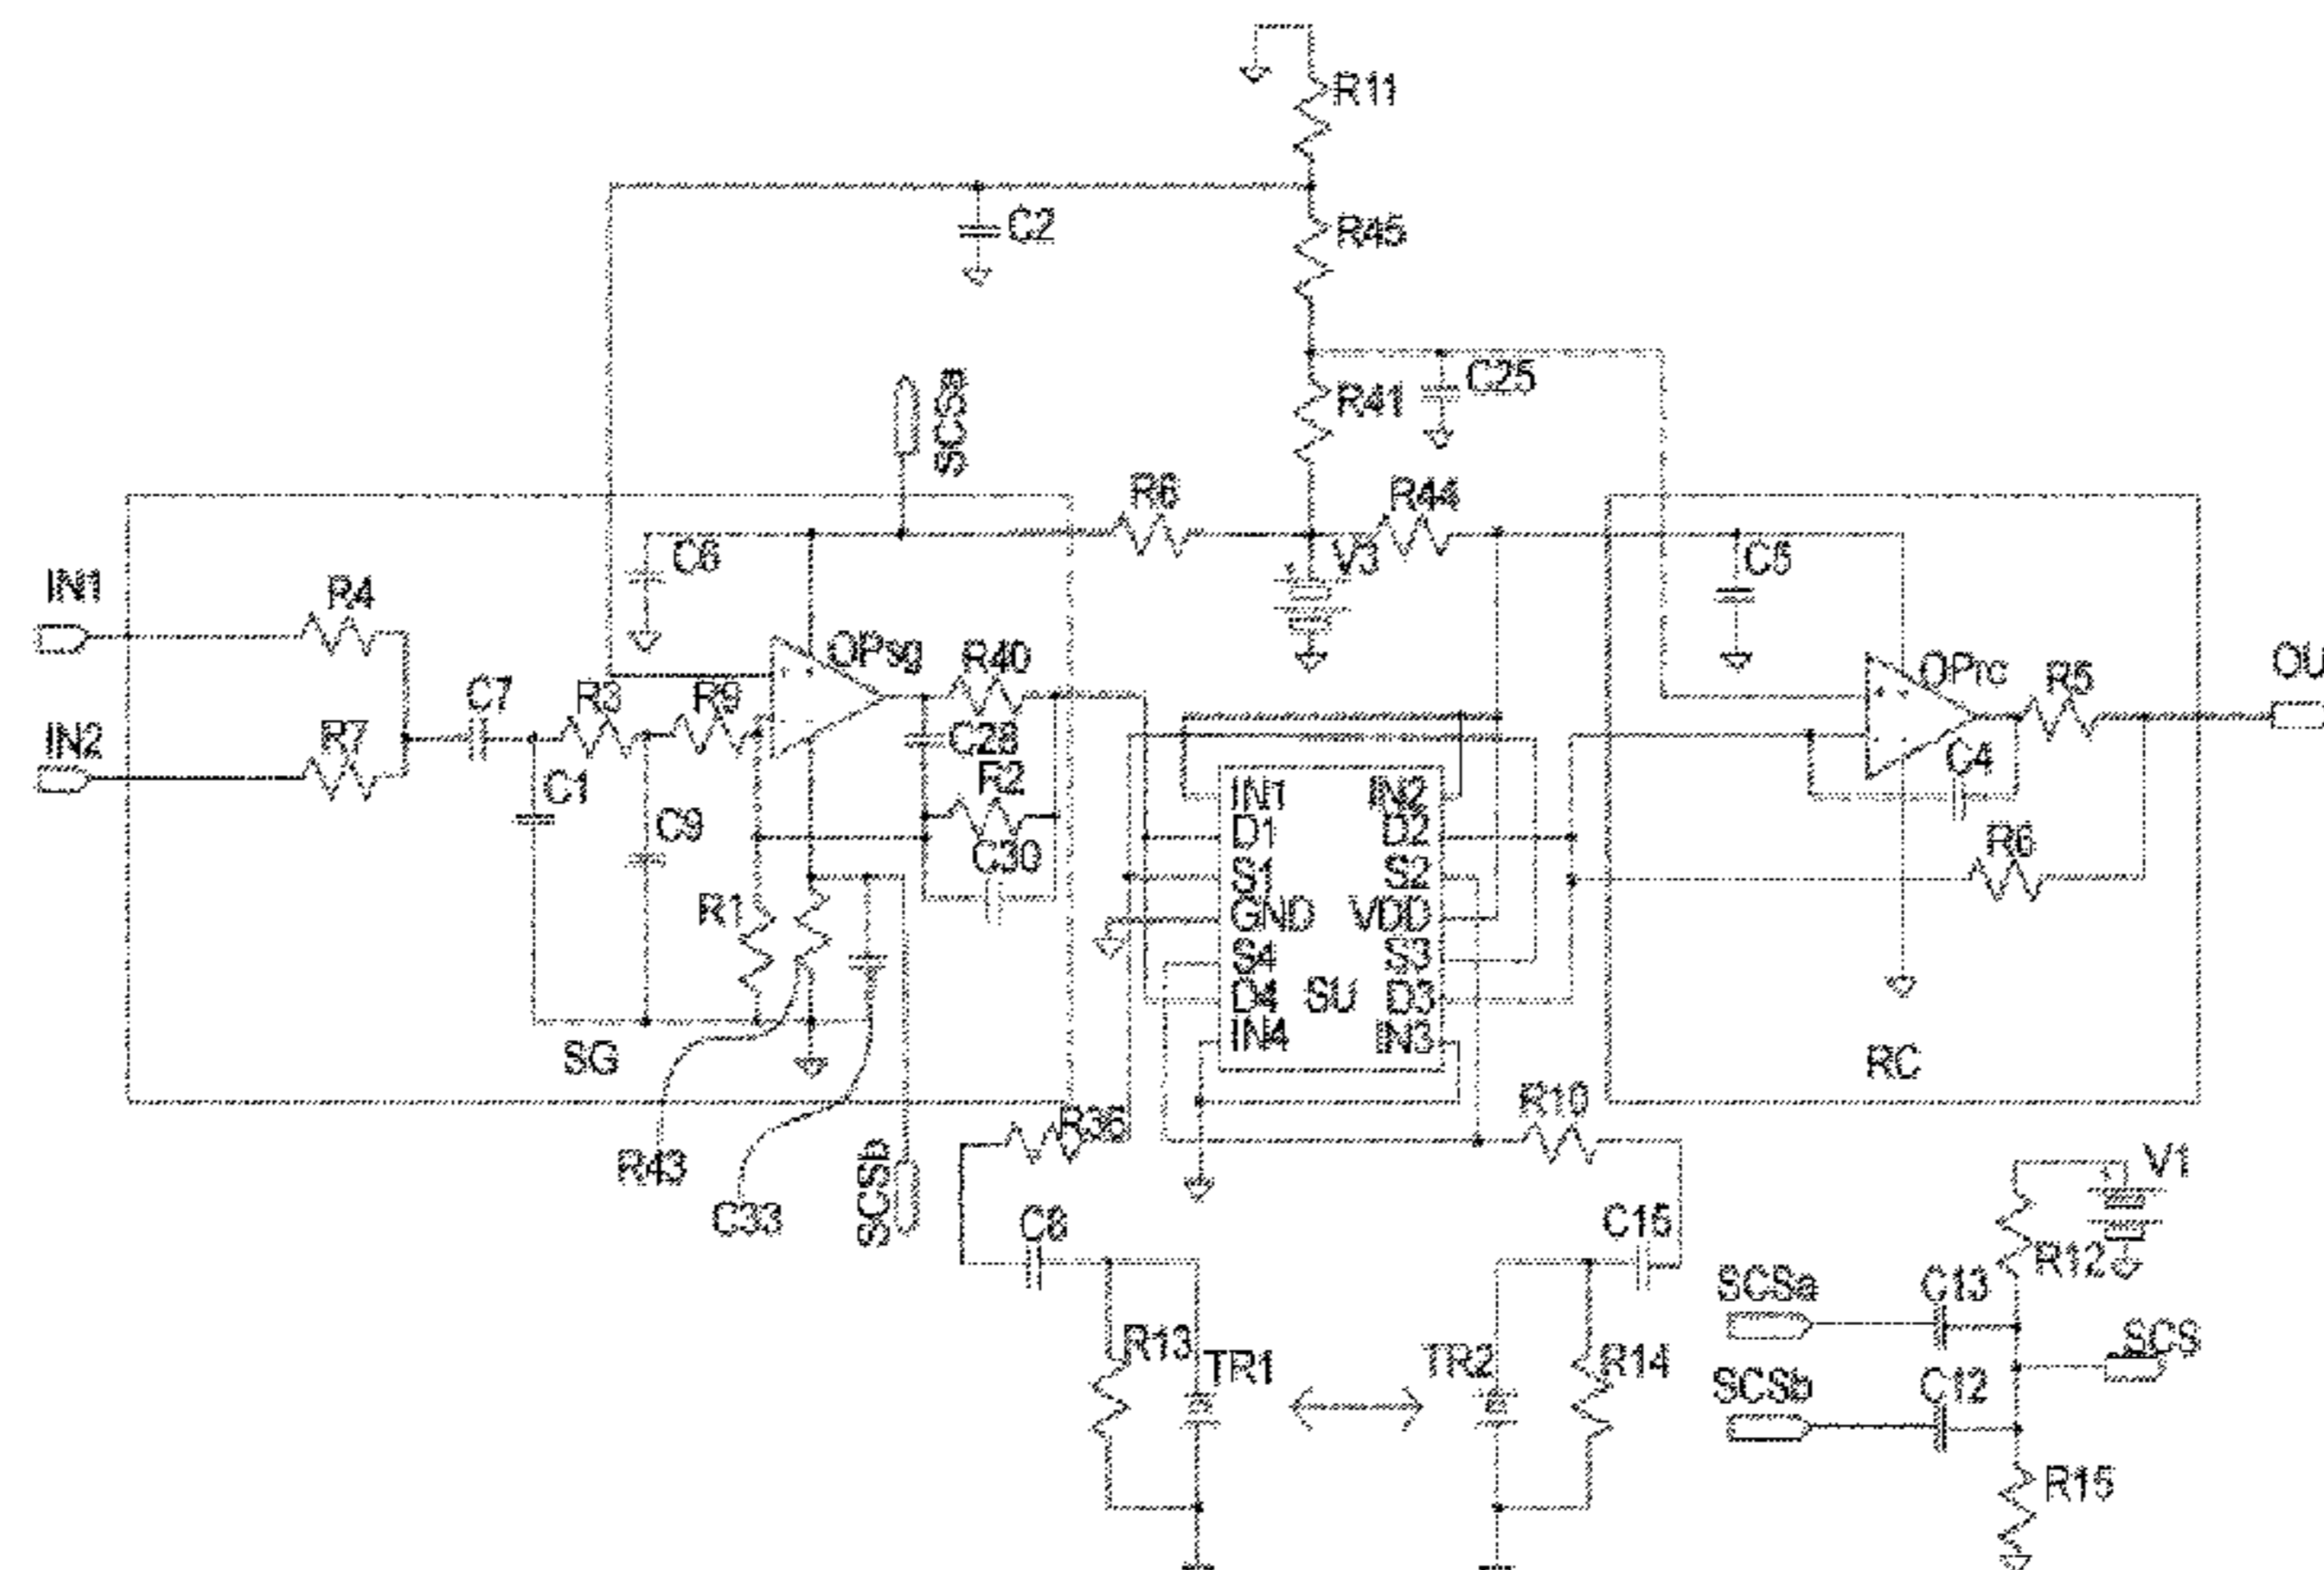 R11
C2
R45
SCSa
R41
C25
R6
R44
V3
C6
C5
IN1
R4
OPsg
R40
OPrc
R5
OU
C7
R3
R9
IN2
R7
C28
C4
C1
R2
IN1 IN2
C9
D1 D2
C30
R6
S1 S2
R1
GND VDD
S4 S3
D4 SU D3
IN4 IN3
SG
RC
R36
R10
R43
SCSb
C33
V1
C8
C15
R12
SCSa
C13
R13
TR1
TR2
R14
SCS
SCSb
C12
R15